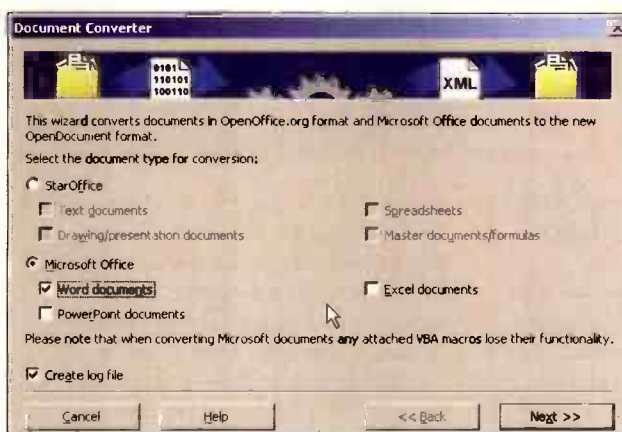 Document Converter
0101
110101
100110
XML
This wizard converts documents in OpenOffice.org format and Microsoft Office documents to the new
OpenDocument format.
Select the document type for conversion:
StarOffice
Text documents
Spreadsheets
Drawing/presentation documents
Master documents/formulas
Microsoft Office
Word documents
Excel documents
PowerPoint documents
Please note that when converting Microsoft documents any attached VBA macros lose their functionality.
Create log file
Cancel
Help
<< Back
Next >>